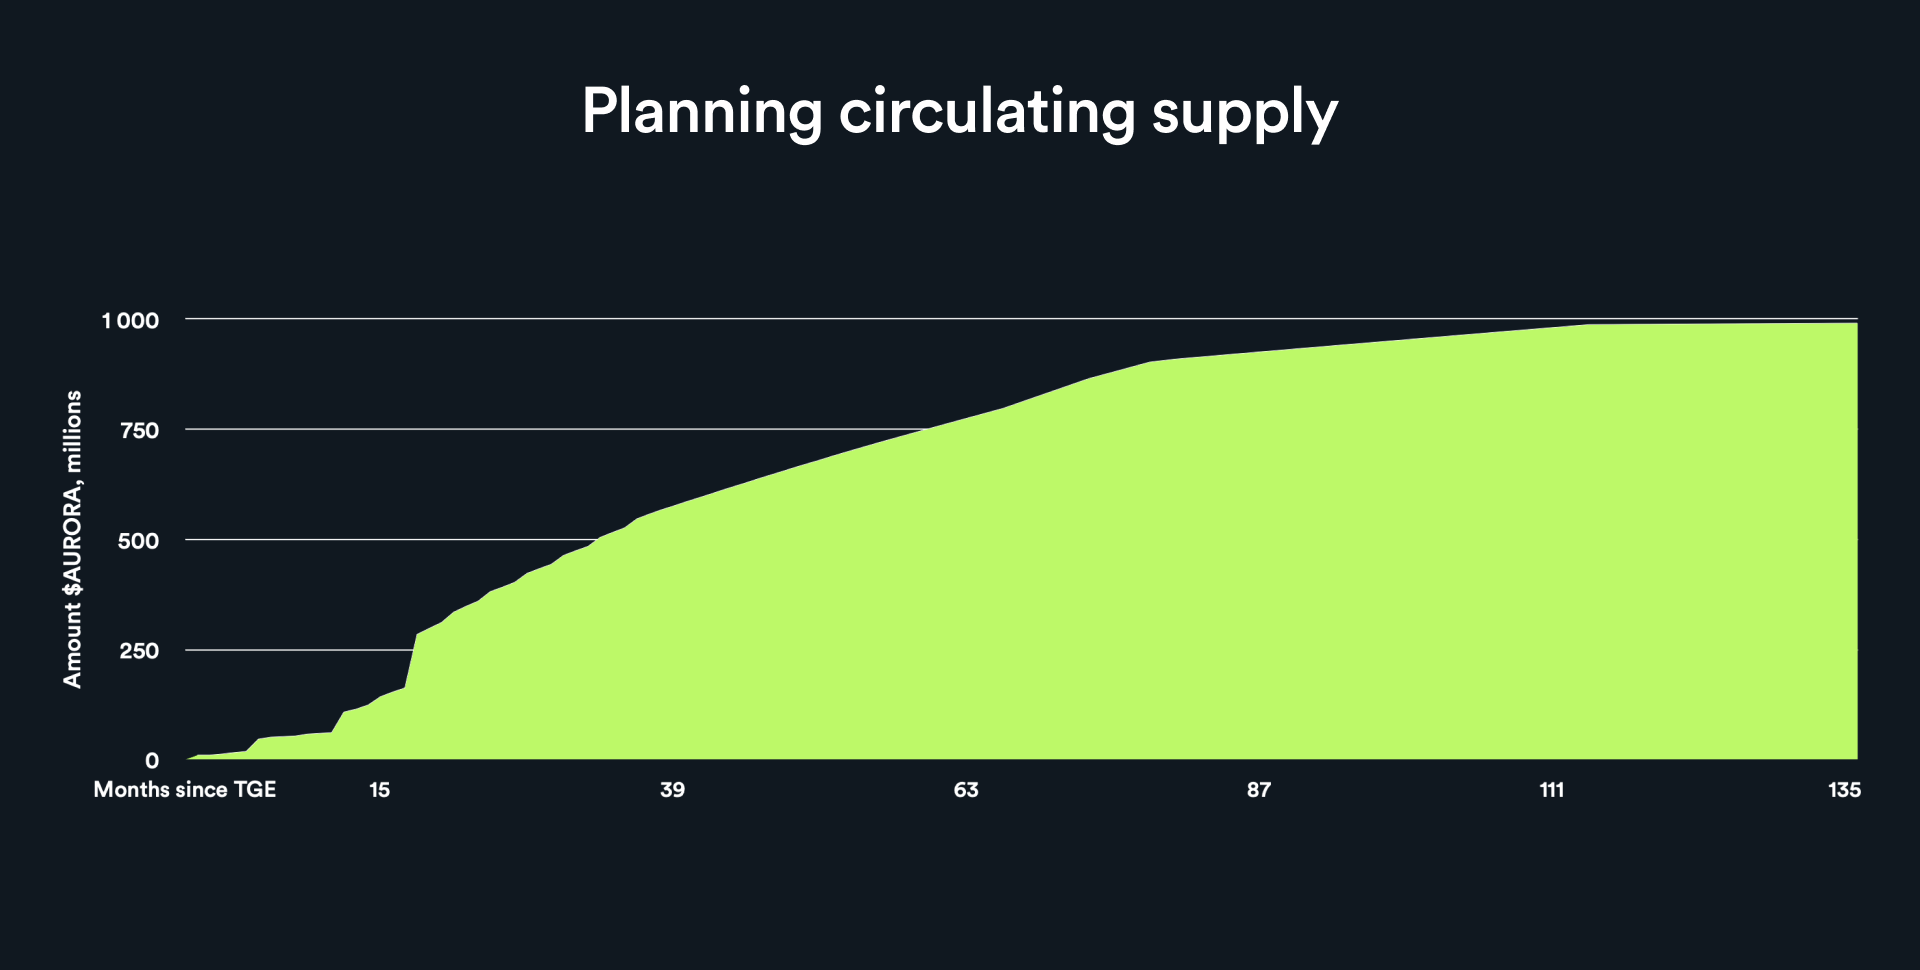 Planning circulating supply
Amount $AURORA, millions
1 000
750
500
250
0
Months since TGE 15 39 63 87 111 135